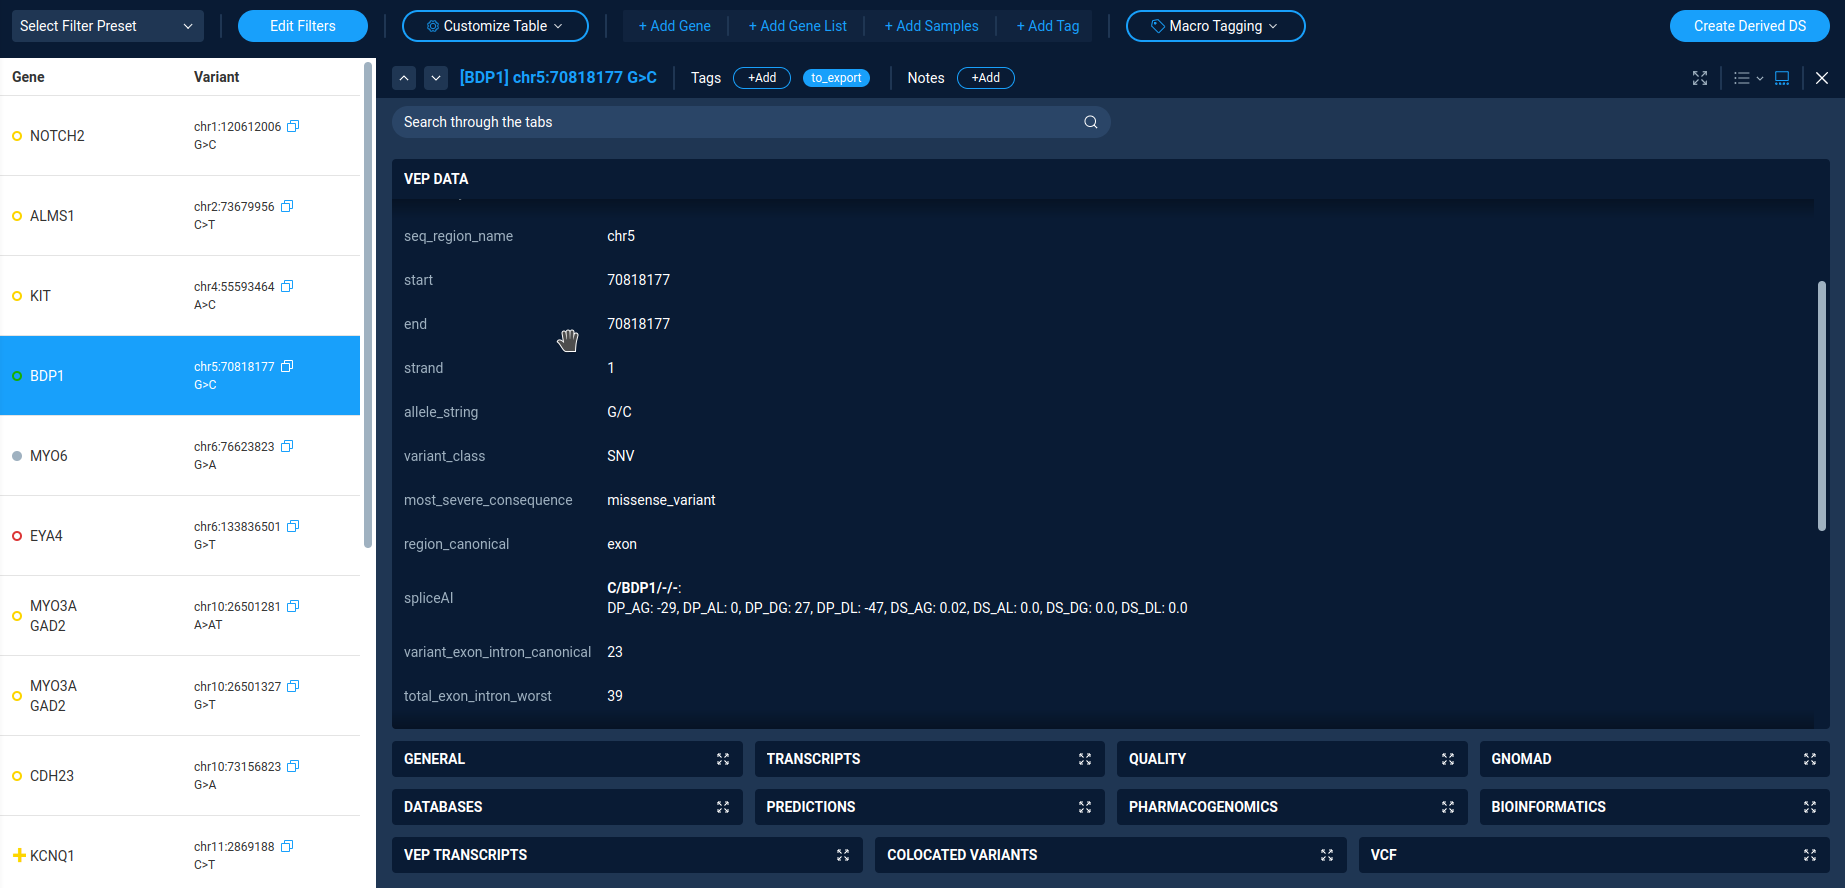 Select Filter Preset
Edit Filters
Customize Table
+ Add Gene
+ Add Gene List
+ Add Samples
+ Add Tag
Macro Tagging
Create Derived DS
Gene Variant
NOTCH2 chr1:120612006
G>C
ALMS1 chr2:73679956
C>T
KIT chr4:55593464
A>C
BDP1 chr5:70818177
G>C
MYO6 chr6:76623823
G>A
EYA4 chr6:133836501
G>T
MYO3A chr10:26501281
GAD2 A>AT
MYO3A chr10:26501327
GAD2 G>T
CDH23 chr10:73156823
G>A
KCNQ1 chr11:2869188
C>T
[BDP1] chr5:70818177 G>C
Tags +Add to_export
Notes +Add
Search through the tabs
VEP DATA
seq_region_name chr5
start 70818177
end 70818177
strand 1
allele_string G/C
variant_class SNV
most_severe_consequence missense_variant
region_canonical exon
spliceAI C/BDP1/-/-:
DP_AG: -29, DP_AL: 0, DP_DG: 27, DP_DL: -47, DS_AG: 0.02, DS_AL: 0.0, DS_DG: 0.0, DS_DL: 0.0
variant_exon_intron_canonical 23
total_exon_intron_worst 39
GENERAL TRANSCRIPTS QUALITY GNOMAD
DATABASES PREDICTIONS PHARMACOGENOMICS BIOINFORMATICS
VEP TRANSCRIPTS COLOCATED VARIANTS VCF